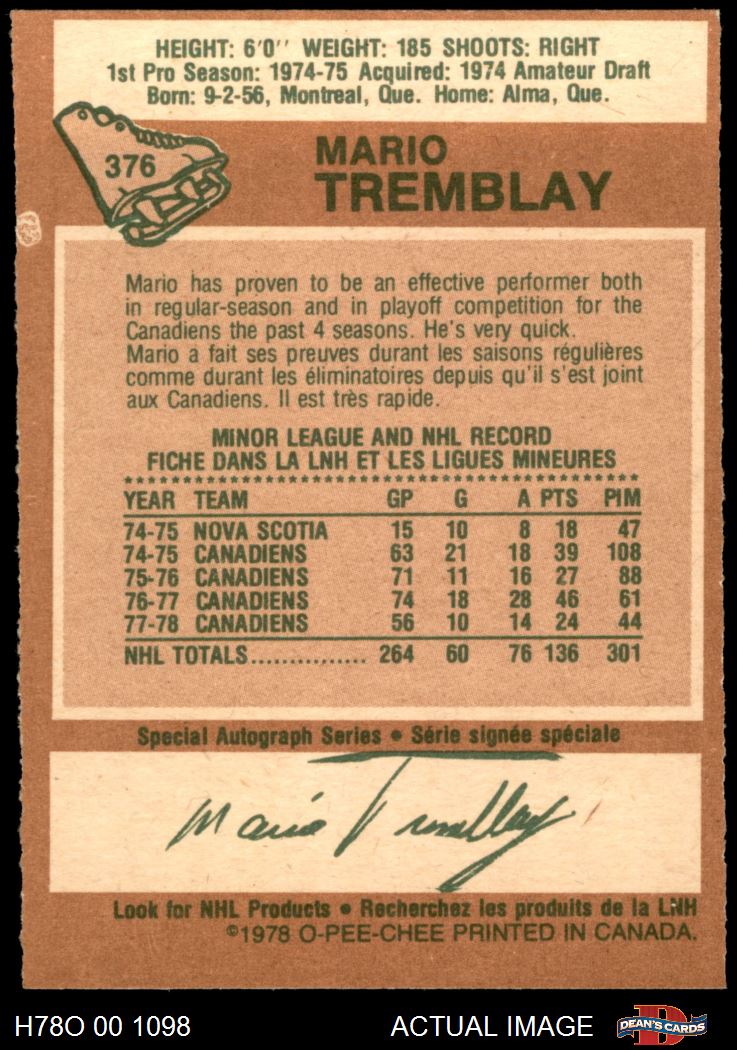 HEIGHT: 6'0'' WEIGHT: 185 SHOOTS: RIGHT
1st Pro Season: 1974-75 Acquired: 1974 Amateur Draft
Born: 9-2-56, Montreal, Que. Home: Alma, Que.
376
MARIO
TREMBLAY
Mario has proven to be an effective performer both
in regular-season and in playoff competition for the
Canadiens the past 4 seasons. He's very quick.
Mario a fait ses preuves durant les saisons régulières
comme durant les éliminatoires depuis qu'il s'est joint
aux Canadiens. Il est très rapide.
MINOR LEAGUE AND NHL RECORD
FICHE DANS LA LNH ET LES LIGUES MINEURES
YEAR TEAM GP G A PTS PIM
74-75 NOVA SCOTIA 15 10 8 18 47
74-75 CANADIENS 63 21 18 39 108
75-76 CANADIENS 71 11 16 27 88
76-77 CANADIENS 74 18 28 46 61
77-78 CANADIENS 56 10 14 24 44
NHL TOTALS............... 264 60 76 136 301
Special Autograph Series • Série signée spéciale
Mario Tremblay
Look for NHL Products • Recherchez les produits de la LNH
©1978 O-PEE-CHEE PRINTED IN CANADA.
H78O 00 1098 ACTUAL IMAGE DEAN'S CARDS